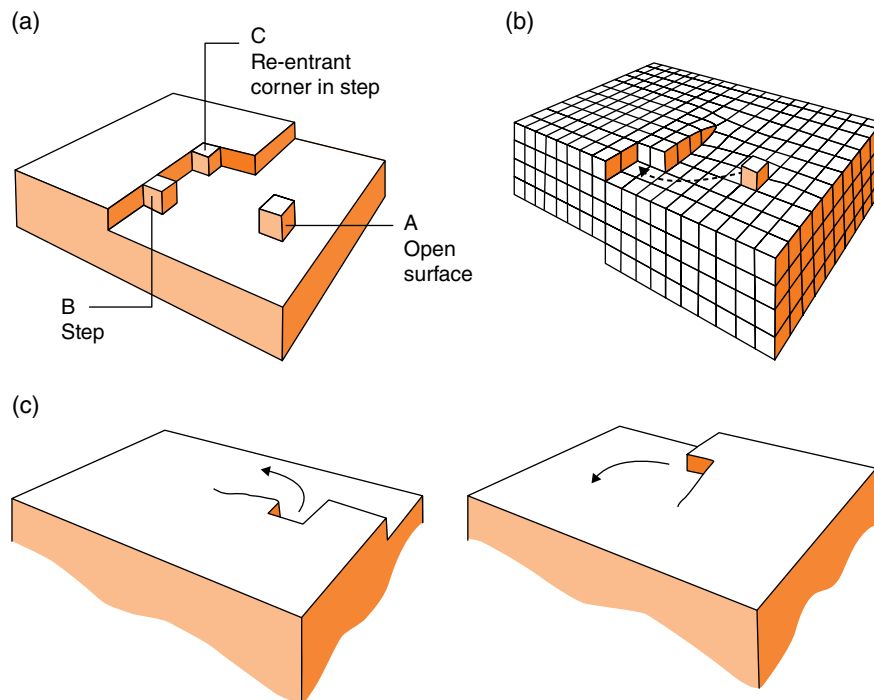 (a)
C
Re-entrant
corner in step
A
Open
surface
B
Step
(b)
(c)